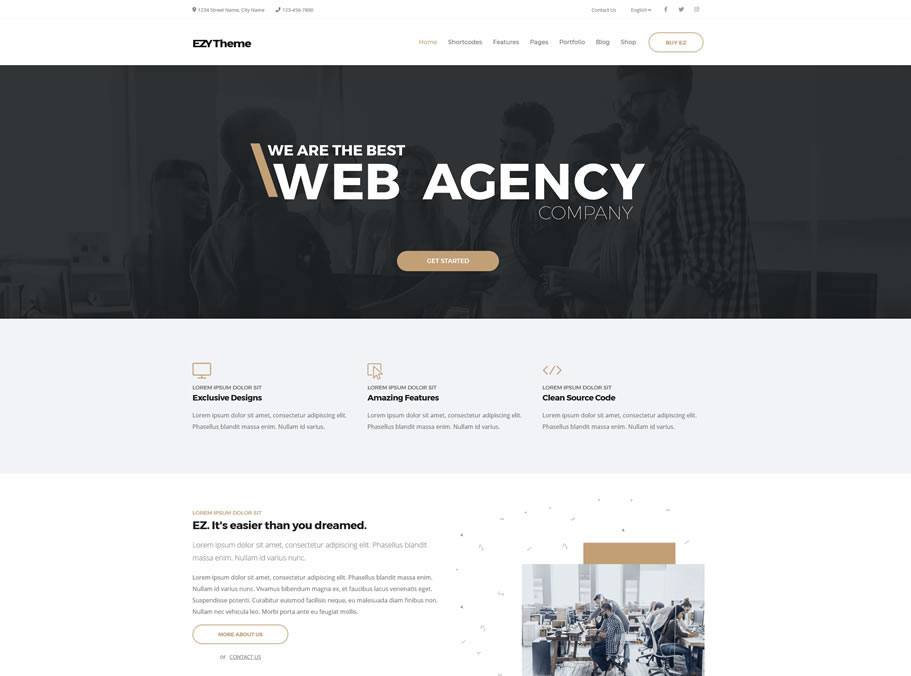 1234 Street Name, City Name 123-456-7890 Contact Us English
EZY Theme Home Shortcodes Features Pages Portfolio Blog Shop BUY EZ
WE ARE THE BEST
WEB AGENCY
COMPANY
GET STARTED
LOREM IPSUM DOLOR SIT
Exclusive Designs
Lorem ipsum dolor sit amet, consectetur adipiscing elit.
Phasellus blandit massa enim. Nullam id varius.
LOREM IPSUM DOLOR SIT
Amazing Features
Lorem ipsum dolor sit amet, consectetur adipiscing elit.
Phasellus blandit massa enim. Nullam id varius.
LOREM IPSUM DOLOR SIT
Clean Source Code
Lorem ipsum dolor sit amet, consectetur adipiscing elit.
Phasellus blandit massa enim. Nullam id varius.
LOREM IPSUM DOLOR SIT
EZ. It's easier than you dreamed.
Lorem ipsum dolor sit amet, consectetur adipiscing elit. Phasellus blandit
massa enim. Nullam id varius nunc.
Lorem ipsum dolor sit amet, consectetur adipiscing elit. Phasellus blandit massa enim.
Nullam id varius nunc. Vivamus bibendum magna ex, et faucibus lacus venenatis eget.
Suspendisse potenti. Curabitur euismod facilisis neque, eu malesuada diam finibus non.
Nullam nec vehicula leo. Morbi porta ante eu feugiat mollis.
MORE ABOUT US
or CONTACT US